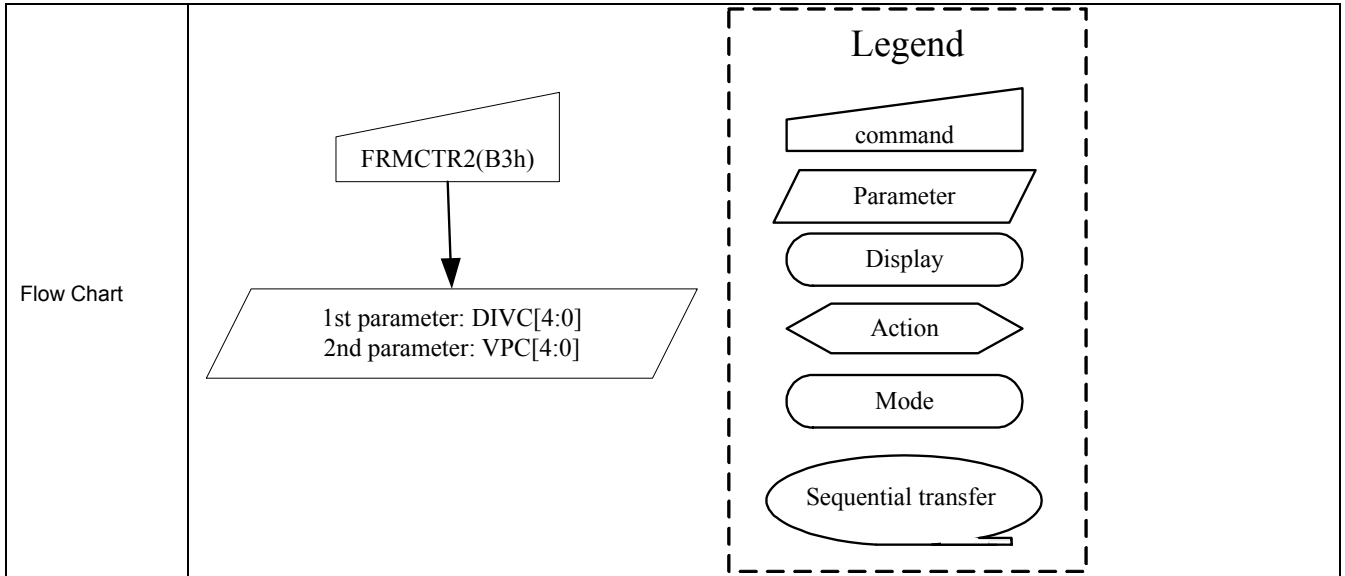 Flow Chart
FRMCTR2(B3h)
1st parameter: DIVC[4:0]
2nd parameter: VPC[4:0]
Legend
command
Parameter
Display
Action
Mode
Sequential transfer